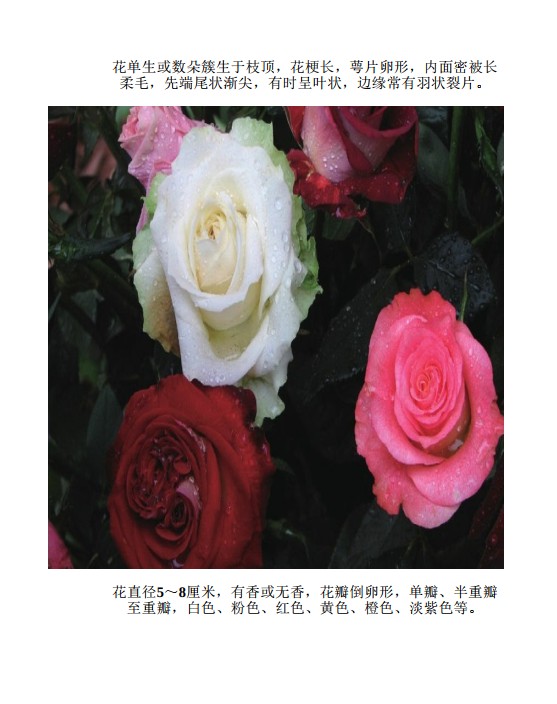 花单生或数朵簇生于枝顶，花梗长，萼片卵形，内面密被长
柔毛，先端尾状渐尖，有时呈叶状，边缘常有羽状裂片。
花直径5～8厘米，有香或无香，花瓣倒卵形，单瓣、半重瓣
至重瓣，白色、粉色、红色、黄色、橙色、淡紫色等。